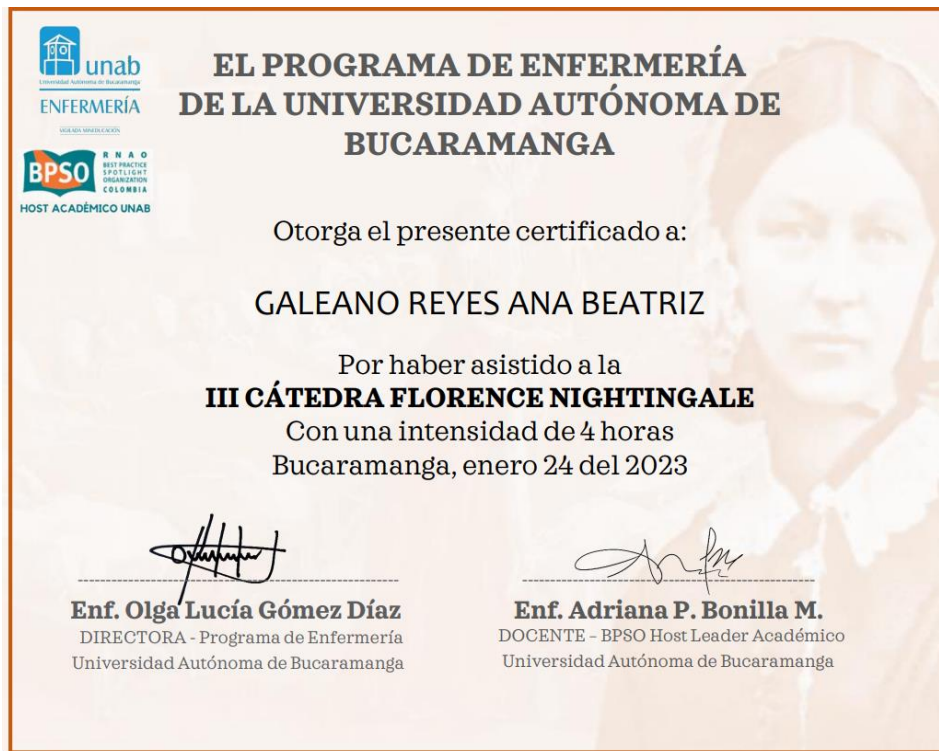 unab
Universidad Autónoma de Bucaramanga
ENFERMERÍA
VIGILADA MINEDUCACIÓN
BPSO
RNAO
BEST PRACTICE
SPOTLIGHT
ORGANIZATION
COLOMBIA
HOST ACADÉMICO UNAB
EL PROGRAMA DE ENFERMERÍA
DE LA UNIVERSIDAD AUTÓNOMA DE
BUCARAMANGA
Otorga el presente certificado a:
GALEANO REYES ANA BEATRIZ
Por haber asistido a la
III CÁTEDRA FLORENCE NIGHTINGALE
Con una intensidad de 4 horas
Bucaramanga, enero 24 del 2023
Enf. Olga Lucía Gómez Díaz
DIRECTORA - Programa de Enfermería
Universidad Autónoma de Bucaramanga
Enf. Adriana P. Bonilla M.
DOCENTE - BPSO Host Leader Académico
Universidad Autónoma de Bucaramanga